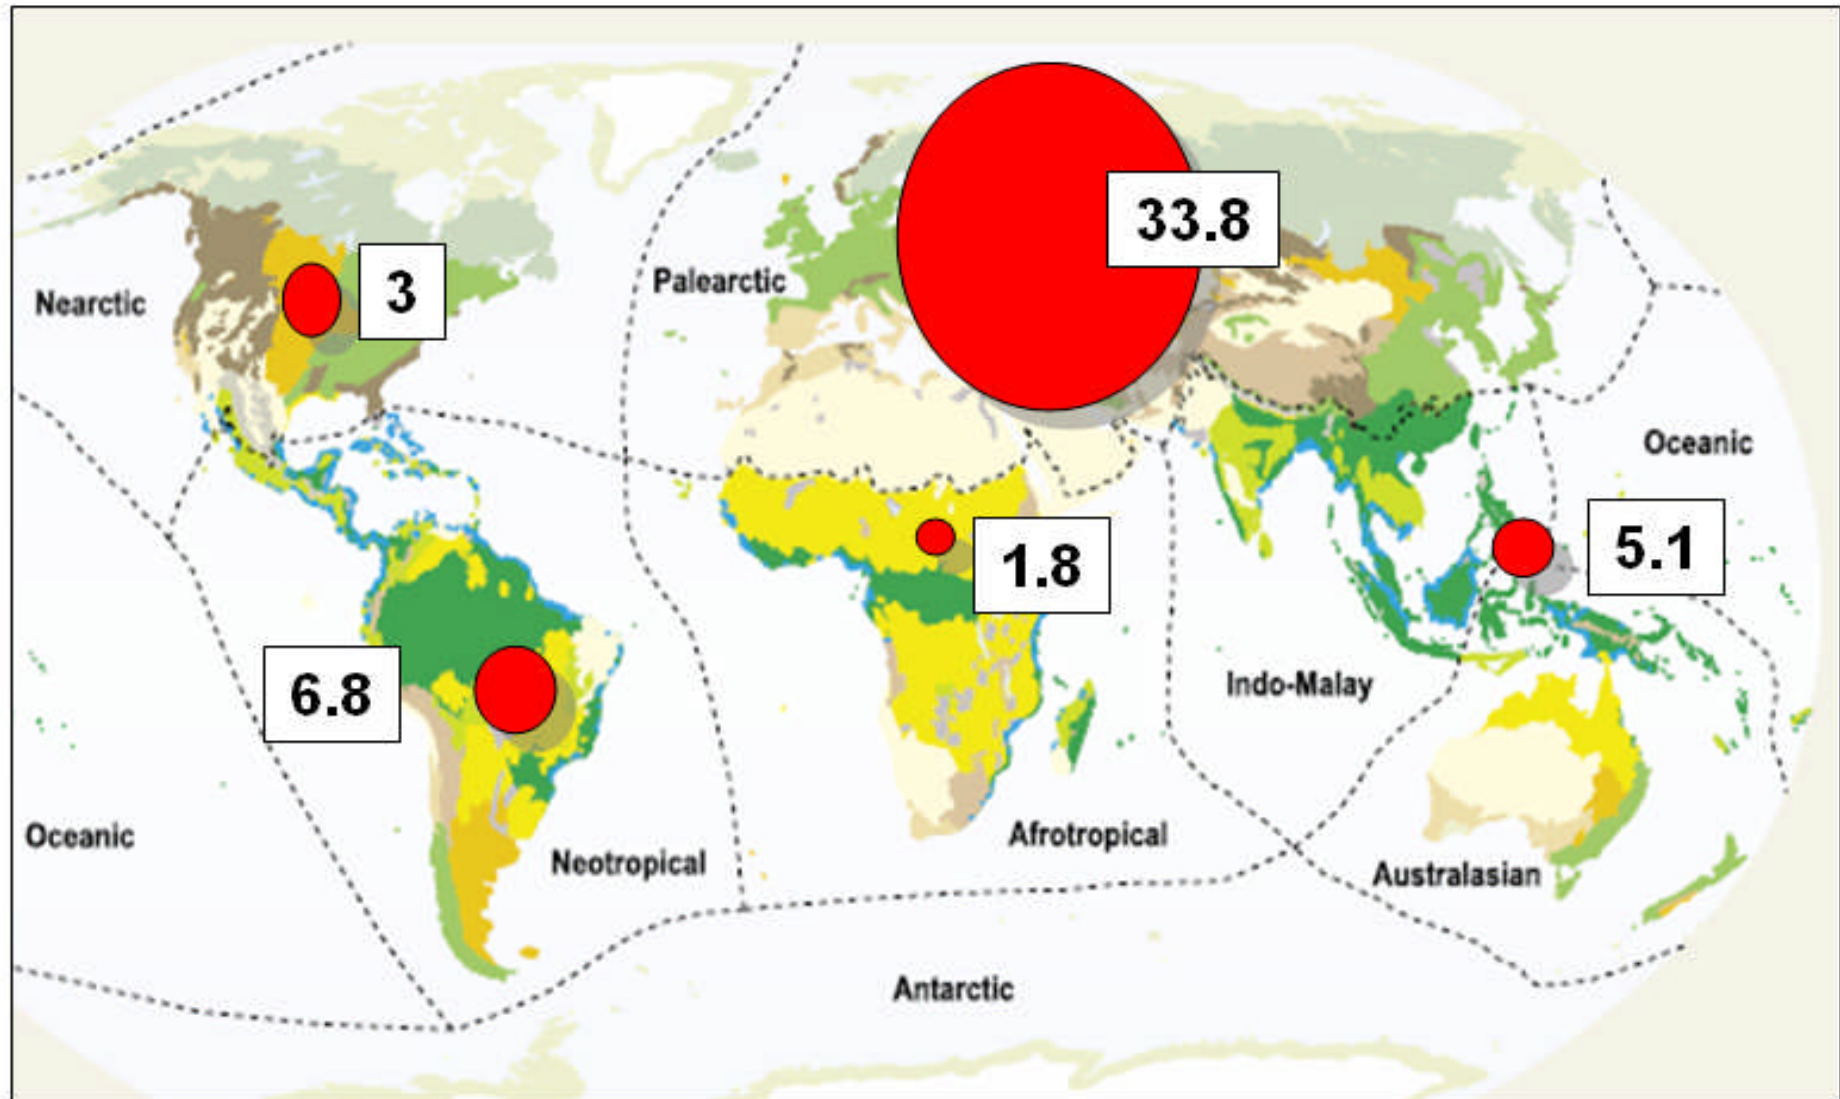 33.8
Palearctic
3
Nearctic
Oceanic
5.1
1.8
6.8
Indo-Malay
Oceanic
Neotropical
Afrotropical
Australasian
Antarctic